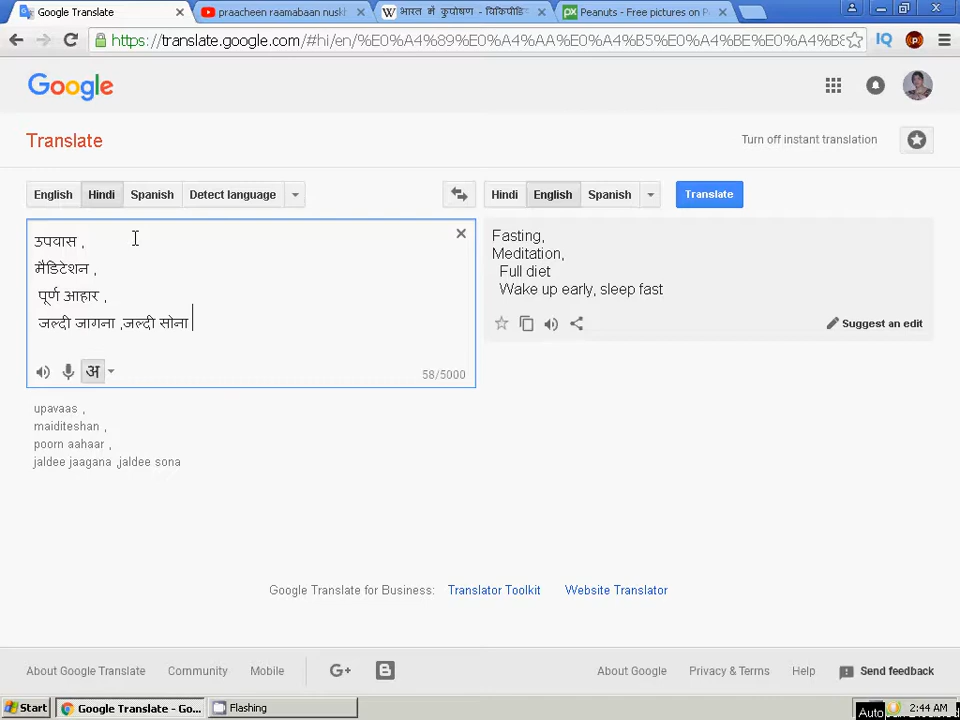 Google Translate
praacheen raamabaan nuskh
भारत में कुपोषण - विकिपीडि
Peanuts - Free pictures on P
https://translate.google.com/#hi/en/%E0%A4%89%E0%A4%AA%E0%A4%B5%E0%A4%BE%E0%A4%B8
IQ
Google
Translate
Turn off instant translation
English Hindi Spanish Detect language
Hindi English Spanish Translate
उपवास ,
मैडिटेशन ,
पूर्ण आहार ,
जल्दी जागना ,जल्दी सोना
अ
58/5000
Fasting,
Meditation,
Full diet
Wake up early, sleep fast
Suggest an edit
upavaas ,
maiditeshan ,
poorn aahaar ,
jaldee jaagana ,jaldee sona
Google Translate for Business: Translator Toolkit Website Translator
About Google Translate Community Mobile G+ About Google Privacy & Terms Help Send feedback
Start Google Translate - Go... Flashing 2:44 AM